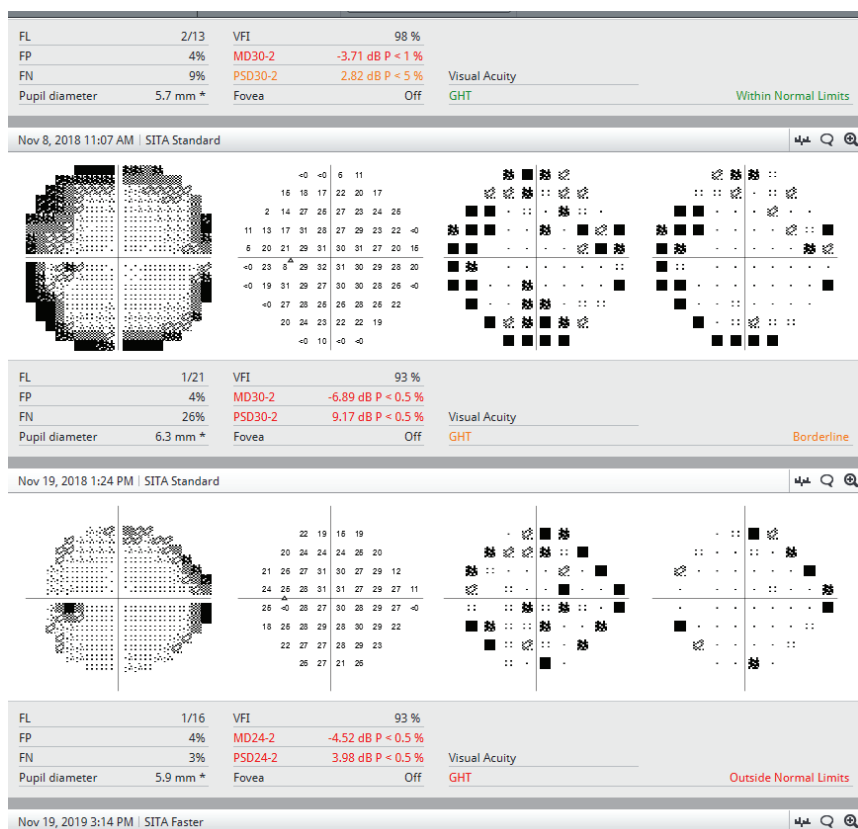 FL 2/13 VFI 98 %
FP 4% MD30-2 -3.71 dB P < 1 %
FN 9% PSD30-2 2.82 dB P < 5 % Visual Acuity
Pupil diameter 5.7 mm * Fovea Off GHT Within Normal Limits
Nov 8, 2018 11:07 AM | SITA Standard
<0 <0 6 11
16 18 17 22 20 17
2 14 27 26 27 23 24 26
11 13 17 31 28 27 29 23 22 <0
6 20 21 29 31 30 31 27 20 16
<0 23 8 29 32 31 30 29 28 20
<0 19 31 29 27 30 30 28 26 <0
<0 27 28 26 26 28 26 22
20 24 23 22 22 19
<0 10 <0 <0
FL 1/21 VFI 93 %
FP 4% MD30-2 -6.89 dB P < 0.5 %
FN 26% PSD30-2 9.17 dB P < 0.5 % Visual Acuity
Pupil diameter 6.3 mm * Fovea Off GHT Borderline
Nov 19, 2018 1:24 PM | SITA Standard
22 19 16 19
20 24 24 24 26 20
21 26 27 31 30 27 29 12
24 26 28 31 31 27 29 27 11
26 <0 28 27 30 28 29 27 <0
18 26 28 29 28 30 29 22
22 27 27 28 29 23
26 27 21 26
FL 1/16 VFI 93 %
FP 4% MD24-2 -4.52 dB P < 0.5 %
FN 3% PSD24-2 3.98 dB P < 0.5 % Visual Acuity
Pupil diameter 5.9 mm * Fovea Off GHT Outside Normal Limits
Nov 19, 2019 3:14 PM | SITA Faster